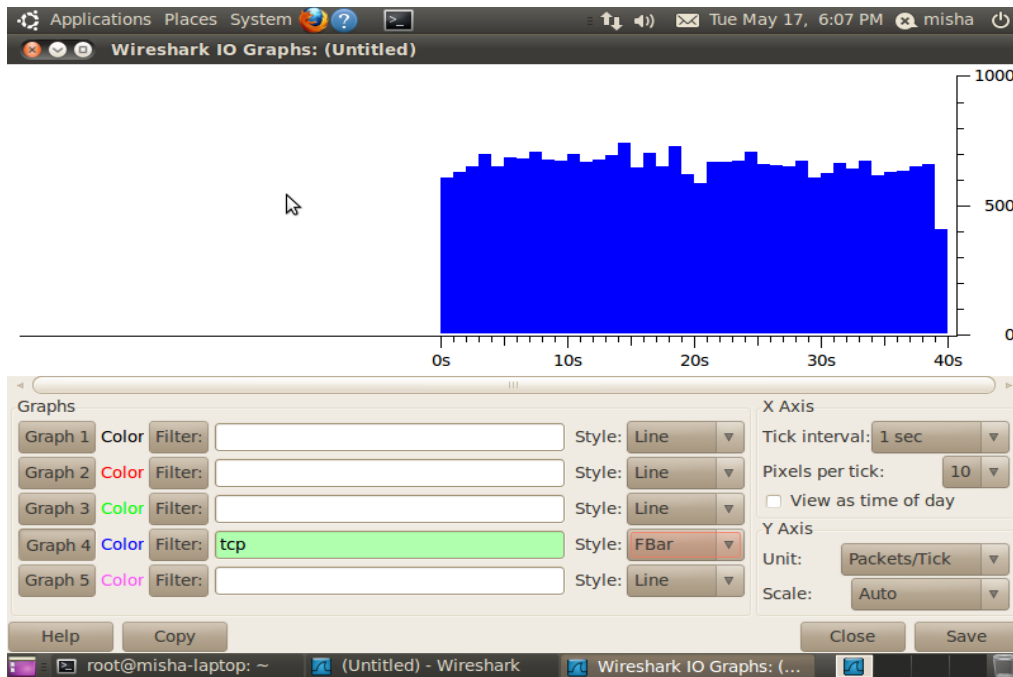 Applications Places System ? >_ Tue May 17, 6:07 PM misha
Wireshark IO Graphs: (Untitled)
1000
500
0
0s 10s 20s 30s 40s
Graphs
Graph 1 Color Filter: Style: Line
Graph 2 Color Filter: Style: Line
Graph 3 Color Filter: Style: Line
Graph 4 Color Filter: tcp Style: FBar
Graph 5 Color Filter: Style: Line
X Axis
Tick interval: 1 sec
Pixels per tick: 10
View as time of day
Y Axis
Unit: Packets/Tick
Scale: Auto
Help Copy Close Save
root@misha-laptop: ~ (Untitled) - Wireshark Wireshark IO Graphs: (...